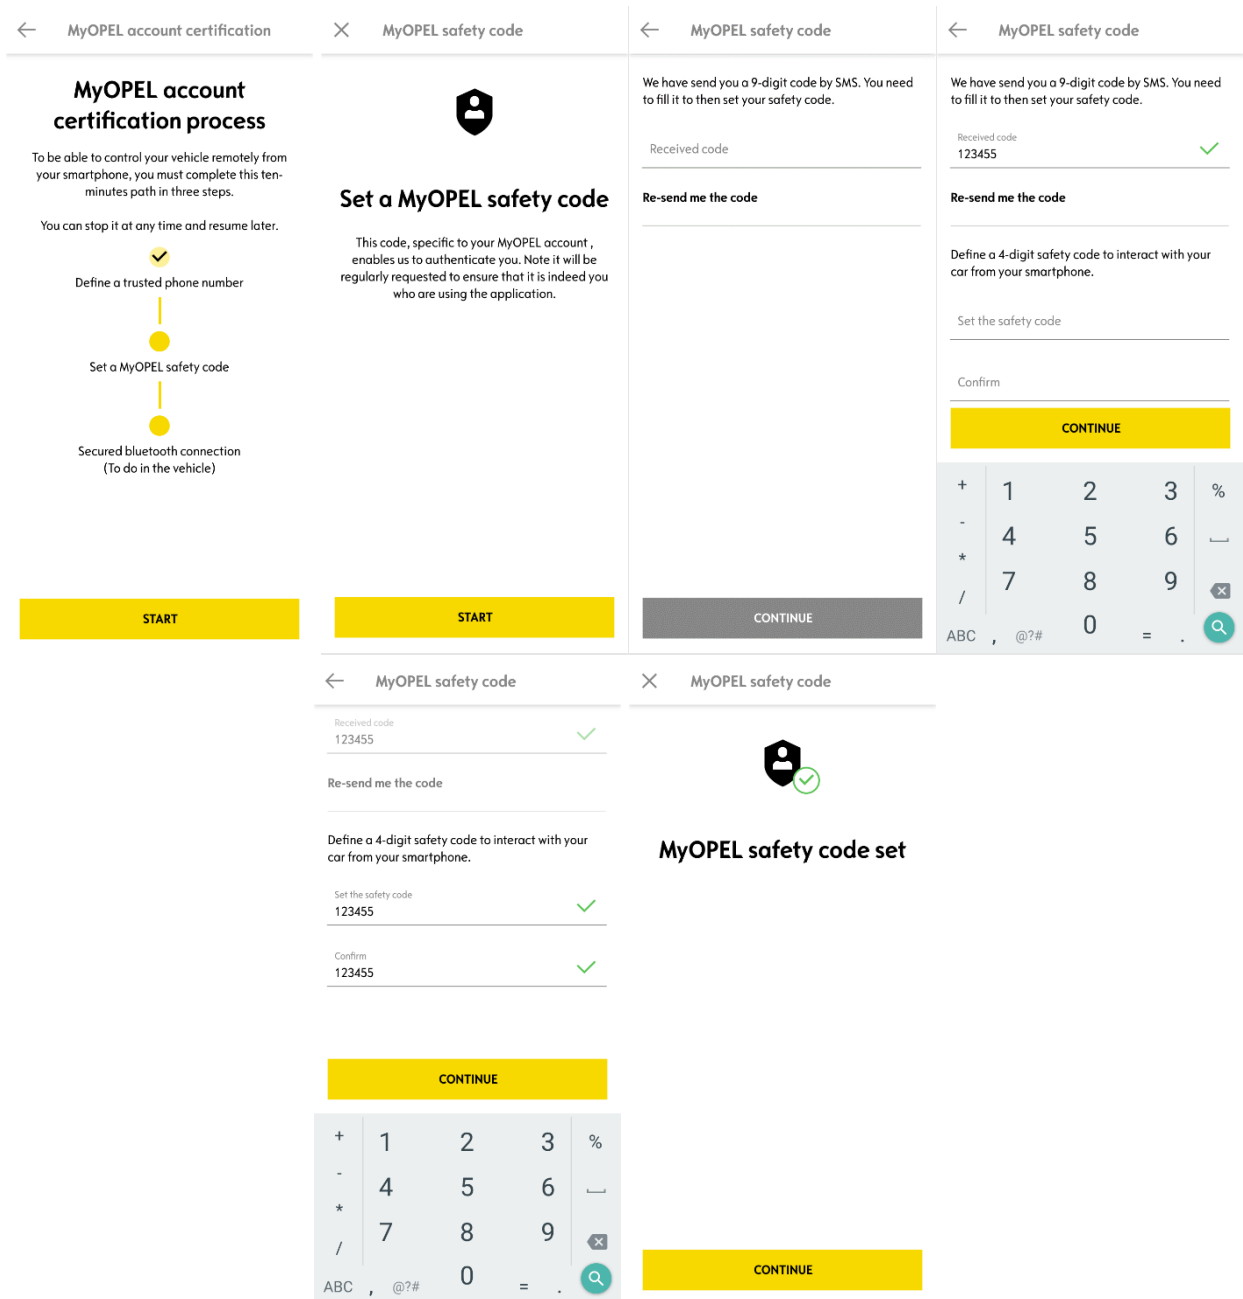 MyOPEL account certification
MyOPEL account
certification process
To be able to control your vehicle remotely from
your smartphone, you must complete this ten-
minutes path in three steps.
You can stop it at any time and resume later.
Define a trusted phone number
Set a MyOPEL safety code
Secured bluetooth connection
(To do in the vehicle)
START
MyOPEL safety code
Set a MyOPEL safety code
This code, specific to your MyOPEL account ,
enables us to authenticate you. Note it will be
regularly requested to ensure that it is indeed you
who are using the application.
START
MyOPEL safety code
We have send you a 9-digit code by SMS. You need
to fill it to then set your safety code.
Received code
Re-send me the code
CONTINUE
MyOPEL safety code
We have send you a 9-digit code by SMS. You need
to fill it to then set your safety code.
Received code
123455
Re-send me the code
Define a 4-digit safety code to interact with your
car from your smartphone.
Set the safety code
Confirm
CONTINUE
+ 1 2 3 %
- 4 5 6
* 7 8 9
/ 0
ABC , @?# = .
MyOPEL safety code
Received code
123455
Re-send me the code
Define a 4-digit safety code to interact with your
car from your smartphone.
Set the safety code
123455
Confirm
123455
CONTINUE
+ 1 2 3 %
- 4 5 6
* 7 8 9
/ 0
ABC , @?# = .
MyOPEL safety code
MyOPEL safety code set
CONTINUE